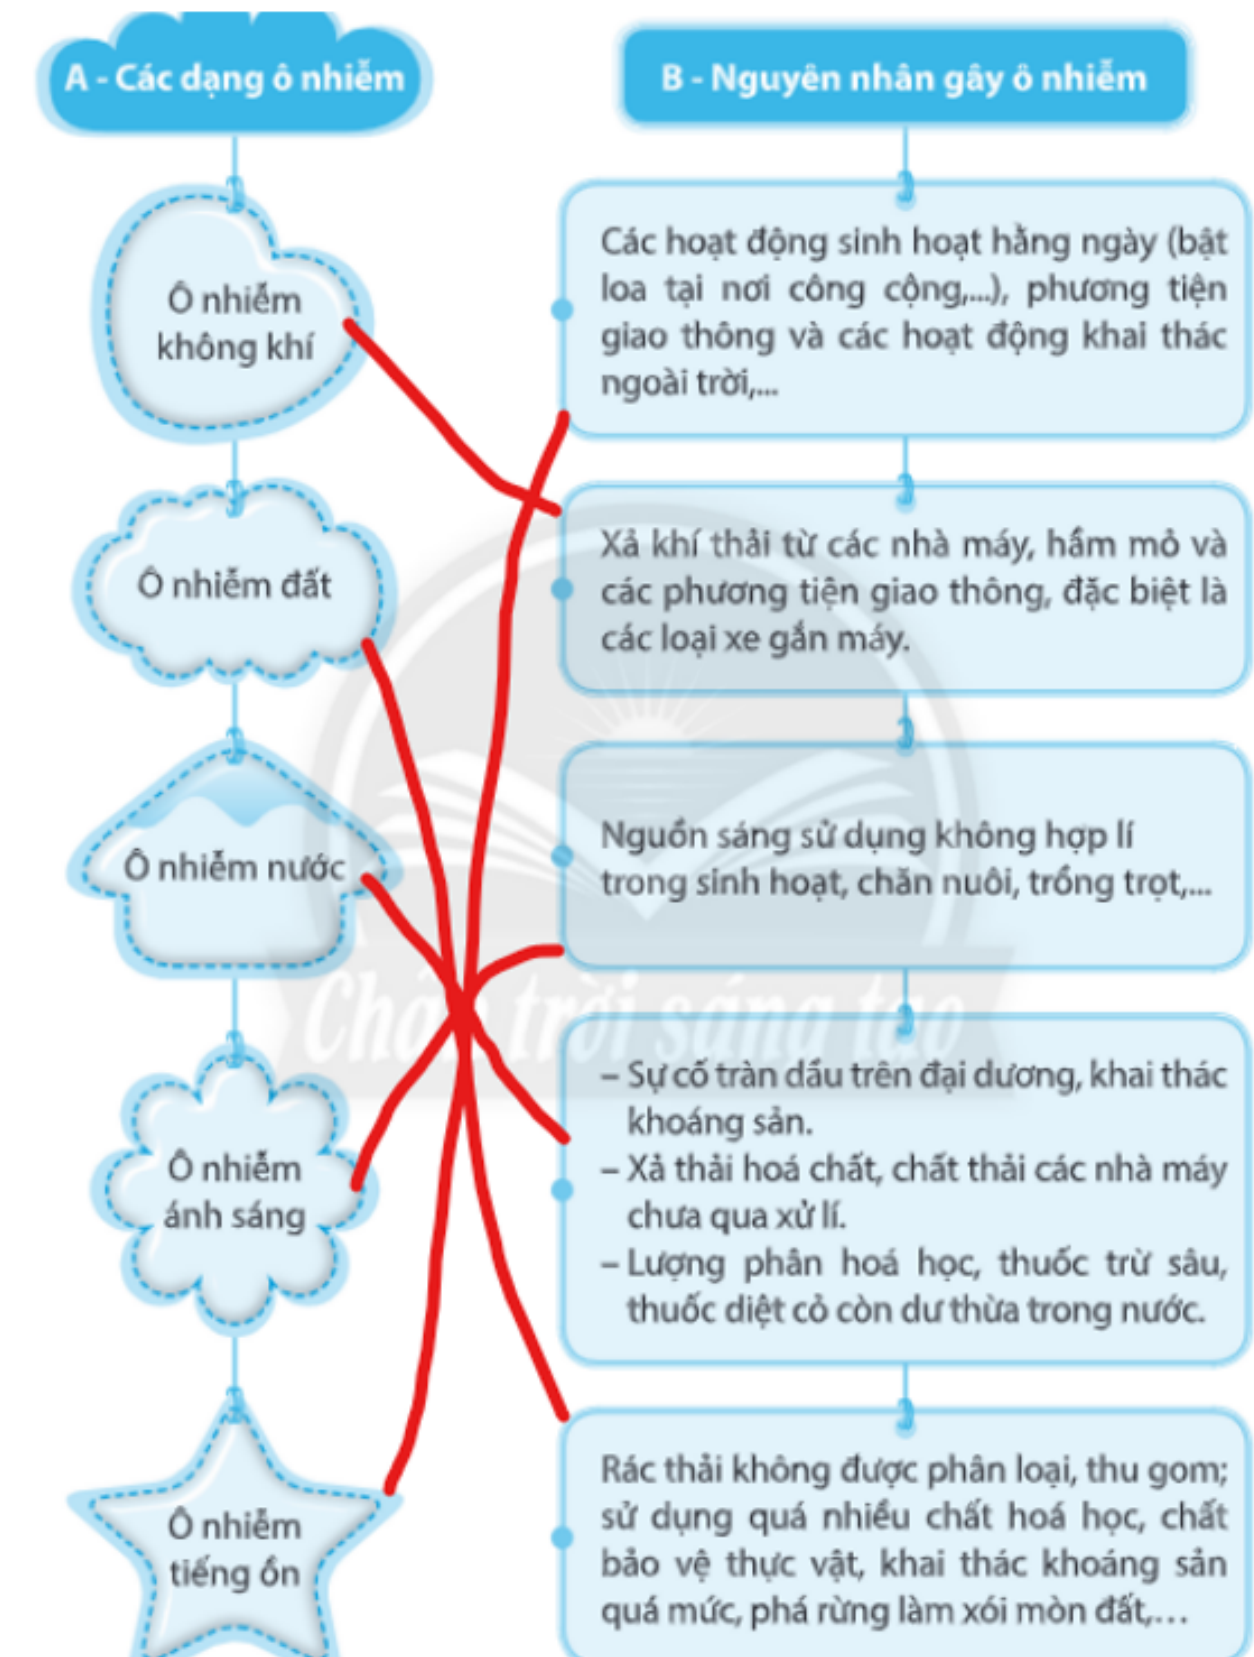 A - Các dạng ô nhiễm
Ô nhiễm
không khí
Ô nhiễm đất
Ô nhiễm nước
Ô nhiễm
ánh sáng
Ô nhiễm
tiếng ồn
B - Nguyên nhân gây ô nhiễm
Các hoạt động sinh hoạt hằng ngày (bật
loa tại nơi công cộng,...), phương tiện
giao thông và các hoạt động khai thác
ngoài trời,...
Xả khí thải từ các nhà máy, hầm mỏ và
các phương tiện giao thông, đặc biệt là
các loại xe gắn máy.
Nguồn sáng sử dụng không hợp lí
trong sinh hoạt, chăn nuôi, trồng trọt,...
– Sự cố tràn dầu trên đại dương, khai thác
khoáng sản.
– Xả thải hoá chất, chất thải các nhà máy
chưa qua xử lí.
– Lượng phân hoá học, thuốc trừ sâu,
thuốc diệt cỏ còn dư thừa trong nước.
Rác thải không được phân loại, thu gom;
sử dụng quá nhiều chất hoá học, chất
bảo vệ thực vật, khai thác khoáng sản
quá mức, phá rừng làm xói mòn đất,...
Chân trời sáng tạo